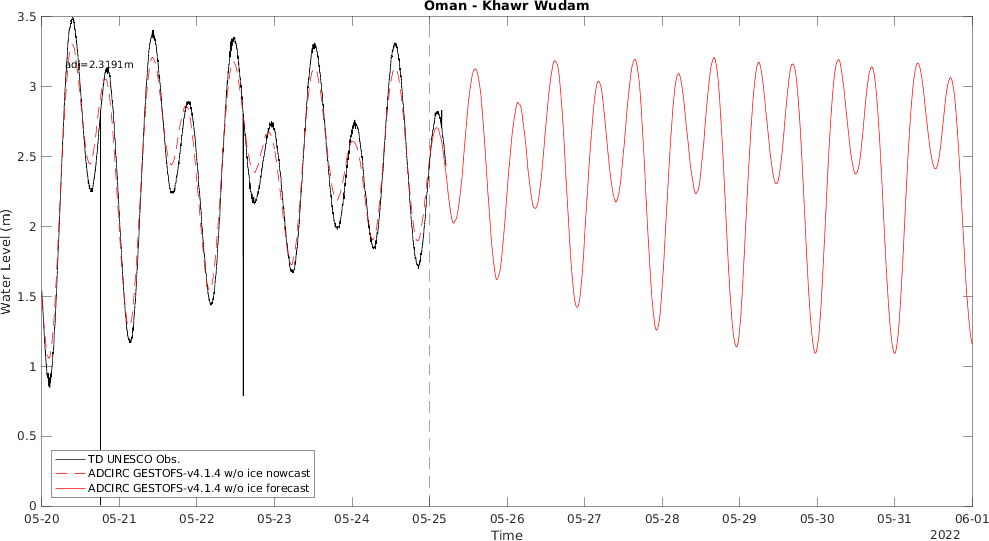 Oman - Khawr Wudam
adj=2.3191m
Water Level (m)
3.5
3
2.5
2
1.5
1
0.5
0
TD UNESCO Obs.
ADCIRC GESTOFS-v4.1.4 w/o ice nowcast
ADCIRC GESTOFS-v4.1.4 w/o ice forecast
05-20 05-21 05-22 05-23 05-24 05-25 05-26 05-27 05-28 05-29 05-30 05-31 06-01
Time
2022